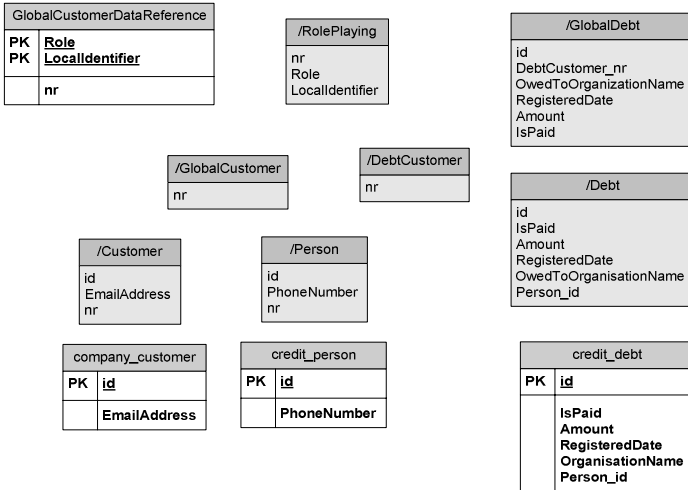 GlobalCustomerDataReference
PK Role
PK LocalIdentifier
nr
/RolePlaying
nr
Role
LocalIdentifier
/GlobalDebt
id
DebtCustomer_nr
OwedToOrganizationName
RegisteredDate
Amount
IsPaid
/GlobalCustomer
nr
/DebtCustomer
nr
/Debt
id
IsPaid
Amount
RegisteredDate
OwedToOrganisationName
Person_id
/Customer
id
EmailAddress
nr
/Person
id
PhoneNumber
nr
company_customer
PK id
EmailAddress
credit_person
PK id
PhoneNumber
credit_debt
PK id
IsPaid
Amount
RegisteredDate
OrganisationName
Person_id